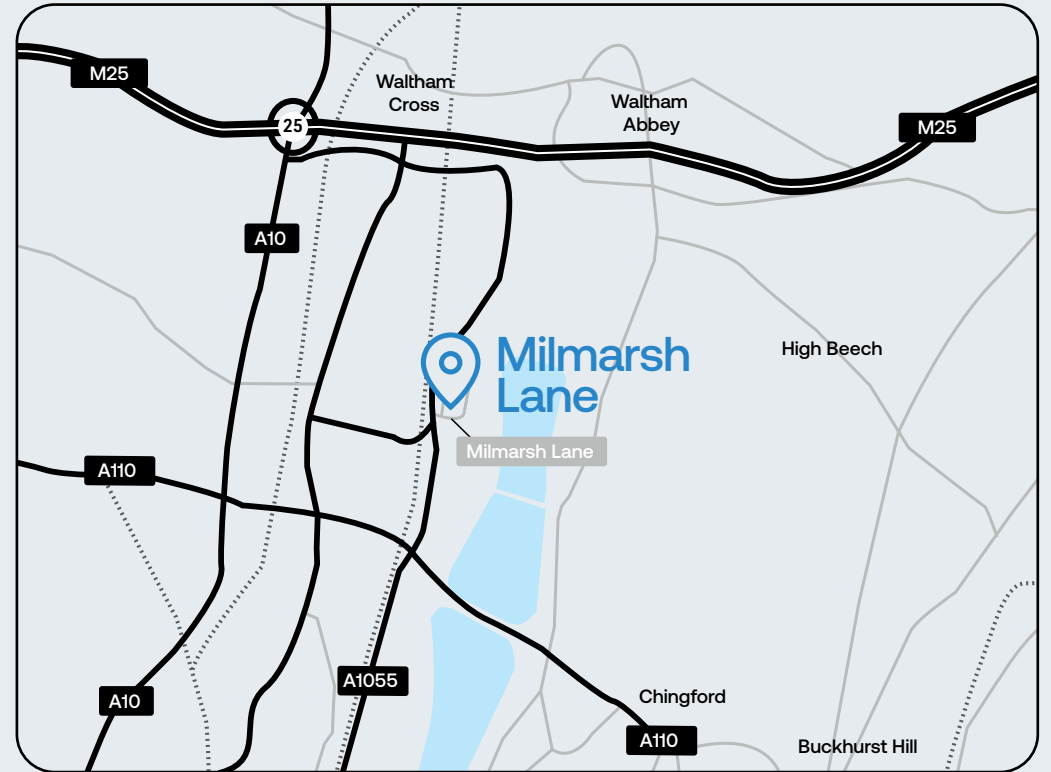 M25
Waltham
Cross
Waltham
Abbey
25
M25
A10
Milmarsh
Lane
High Beech
Milmarsh Lane
A110
A1055
A10
Chingford
A110
Buckhurst Hill